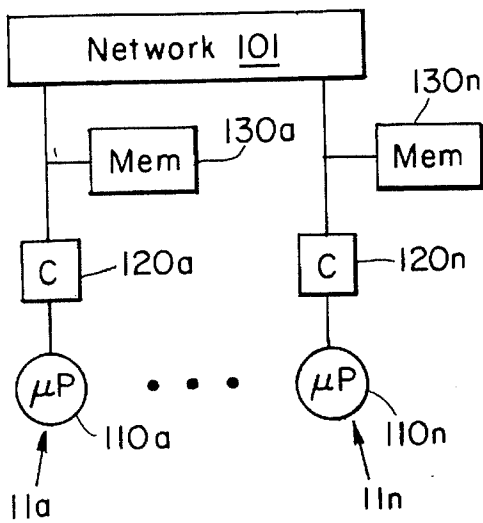 Network 101
130n
130a
Mem
Mem
C
120a
C
120n
μP
• • •
μP
110a
110n
11a
11n